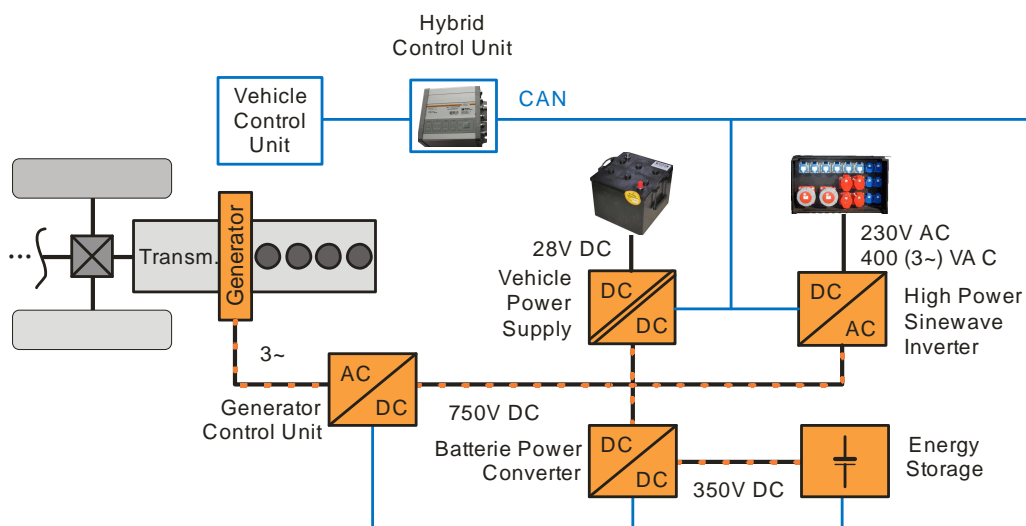 Hybrid
Control Unit
CAN
Vehicle
Control
Unit
Generator
Transm.
28V DC
Vehicle
Power
Supply
DC
DC
230V AC
400 (3~) VA C
DC
AC
High Power
Sinewave
Inverter
3~
AC
DC
Generator
Control Unit
750V DC
Batterie Power
Converter
DC
DC
350V DC
Energy
Storage